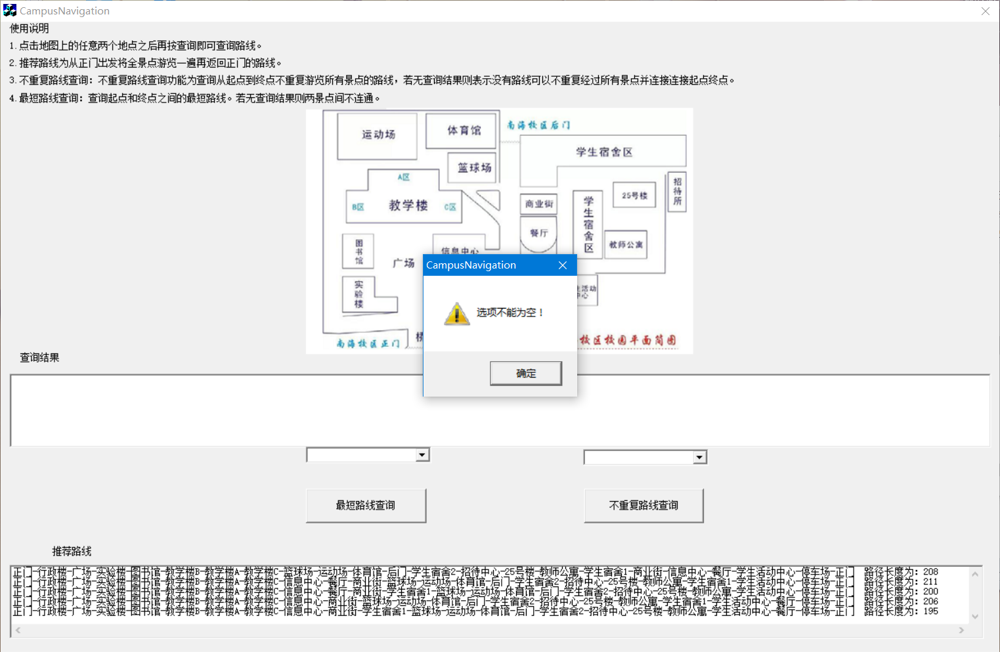 CampusNavigation
使用说明
1.点击地图上的任意两个地点之后再按查询即可查询路线。
2.推荐路线为从正门出发将全景点游览一遍再返回正门的路线。
3.不重复路线查询：不重复路线查询功能为查询从起点到终点不重复游览所有景点的路线，若无查询结果则表示没有路线可以不重复经过所有景点并连接连接起点终点。
4.最短路线查询：查询起点和终点之间的最短路线。若无查询结果则两景点间不连通。
运动场
体育馆
南海校区后门
学生宿舍区
篮球场
A区
招待所
25号楼
教学楼
B区
C区
商业街
学生宿舍区
餐厅
图书馆
信息中心
教师公寓
广场
实验楼
活动
中心
南海校区正门
桥
校区校园平面简图
CampusNavigation
选项不能为空！
确定
查询结果
最短路线查询
不重复路线查询
推荐路线
正门-行政楼-广场-实验楼-图书馆-教学楼B-教学楼A-教学楼C-篮球场-运动场-体育馆-后门-学生宿舍2-招待中心-25号楼-教师公寓-学生宿舍1-商业街-信息中心-餐厅-学生活动中心-停车场-正门 路径长度为：208
正门-行政楼-广场-实验楼-图书馆-教学楼B-教学楼A-教学楼C-信息中心-餐厅-商业街-篮球场-运动场-体育馆-后门-学生宿舍2-招待中心-25号楼-教师公寓-学生宿舍1-学生活动中心-停车场-正门 路径长度为：211
正门-行政楼-广场-实验楼-图书馆-教学楼B-教学楼A-教学楼C-信息中心-餐厅-商业街-学生宿舍1-篮球场-运动场-体育馆-后门-学生宿舍2-招待中心-25号楼-教师公寓-学生活动中心-停车场-正门 路径长度为：200
正门-行政楼-广场-实验楼-图书馆-教学楼B-教学楼A-教学楼C-信息中心-商业街-篮球场-运动场-体育馆-后门-学生宿舍2-招待中心-25号楼-教师公寓-学生宿舍1-学生活动中心-餐厅-停车场-正门 路径长度为：206
正门-行政楼-广场-实验楼-图书馆-教学楼B-教学楼A-教学楼C-信息中心-商业街-学生宿舍1-篮球场-运动场-体育馆-后门-学生宿舍2-招待中心-25号楼-教师公寓-学生活动中心-餐厅-停车场-正门 路径长度为：195